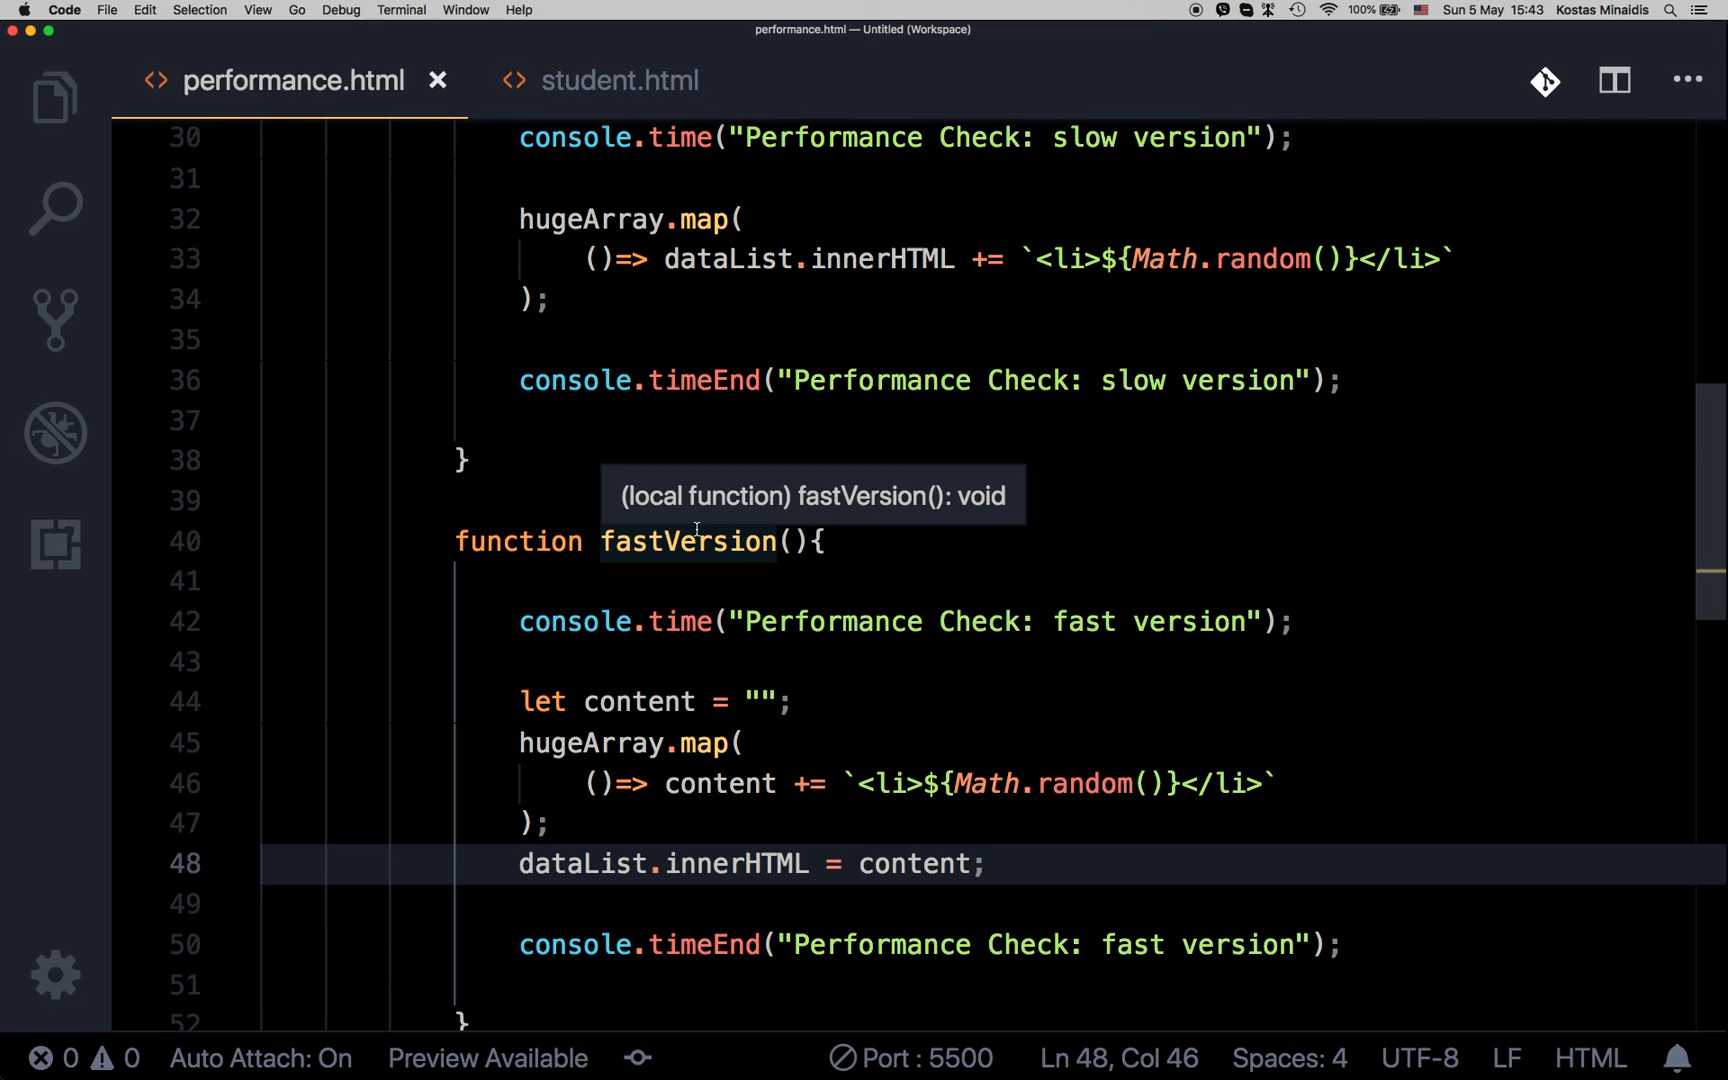 Code File Edit Selection View Go Debug Terminal Window Help 100% Sun 5 May 15:43 Kostas Minaidis
performance.html — Untitled (Workspace)
performance.html student.html
30 console.time("Performance Check: slow version");
31
32 hugeArray.map(
33 ()=> dataList.innerHTML += `<li>${Math.random()}</li>`
34 );
35
36 console.timeEnd("Performance Check: slow version");
37
38 }
(local function) fastVersion(): void
39
40 function fastVersion(){
41
42 console.time("Performance Check: fast version");
43
44 let content = "";
45 hugeArray.map(
46 ()=> content += `<li>${Math.random()}</li>`
47 );
48 dataList.innerHTML = content;
49
50 console.timeEnd("Performance Check: fast version");
51
52 }
0 0 Auto Attach: On Preview Available Port : 5500 Ln 48, Col 46 Spaces: 4 UTF-8 LF HTML